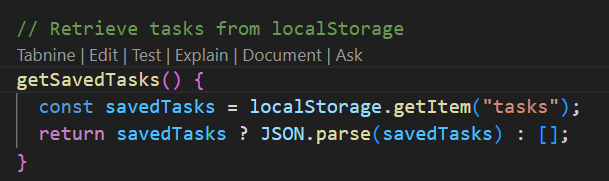 // Retrieve tasks from localStorage
Tabnine | Edit | Test | Explain | Document | Ask
getSavedTasks() {
  const savedTasks = localStorage.getItem("tasks");
  return savedTasks ? JSON.parse(savedTasks) : [];
}